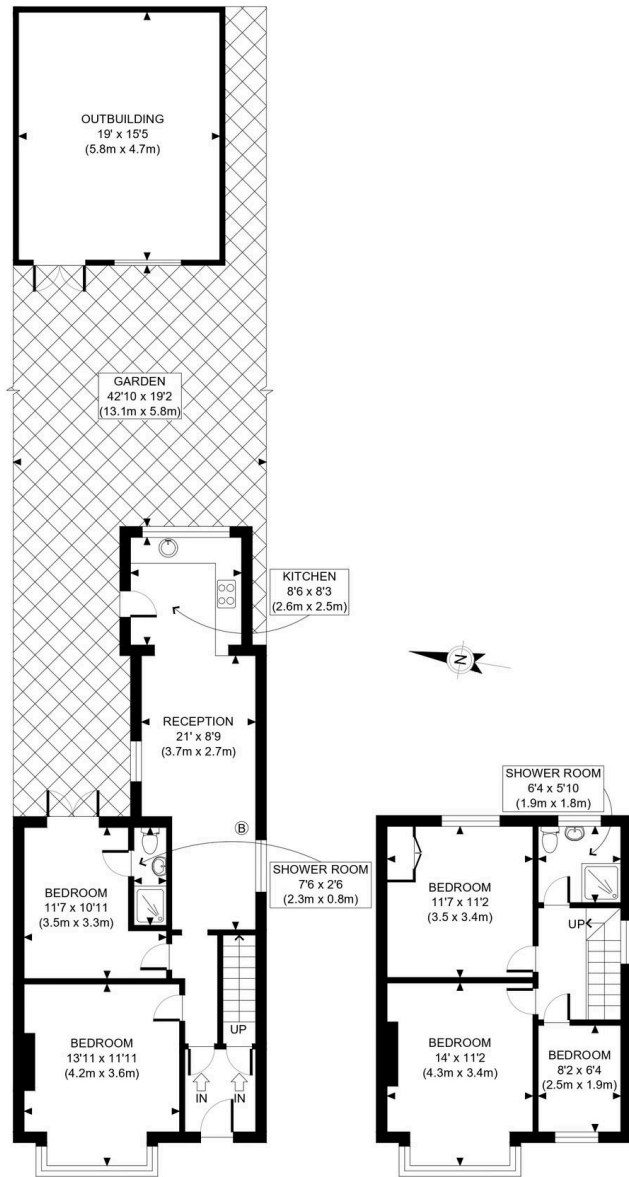 OUTBUILDING
19' x 15'5
(5.8m x 4.7m)
GARDEN
42'10 x 19'2
(13.1m x 5.8m)
KITCHEN
8'6 x 8'3
(2.6m x 2.5m)
N
RECEPTION
21' x 8'9
(3.7m x 2.7m)
B
SHOWER ROOM
7'6 x 2'6
(2.3m x 0.8m)
BEDROOM
11'7 x 10'11
(3.5m x 3.3m)
BEDROOM
13'11 x 11'11
(4.2m x 3.6m)
UP
IN
IN
SHOWER ROOM
6'4 x 5'10
(1.9m x 1.8m)
BEDROOM
11'7 x 11'2
(3.5 x 3.4m)
UP
BEDROOM
14' x 11'2
(4.3m x 3.4m)
BEDROOM
8'2 x 6'4
(2.5m x 1.9m)